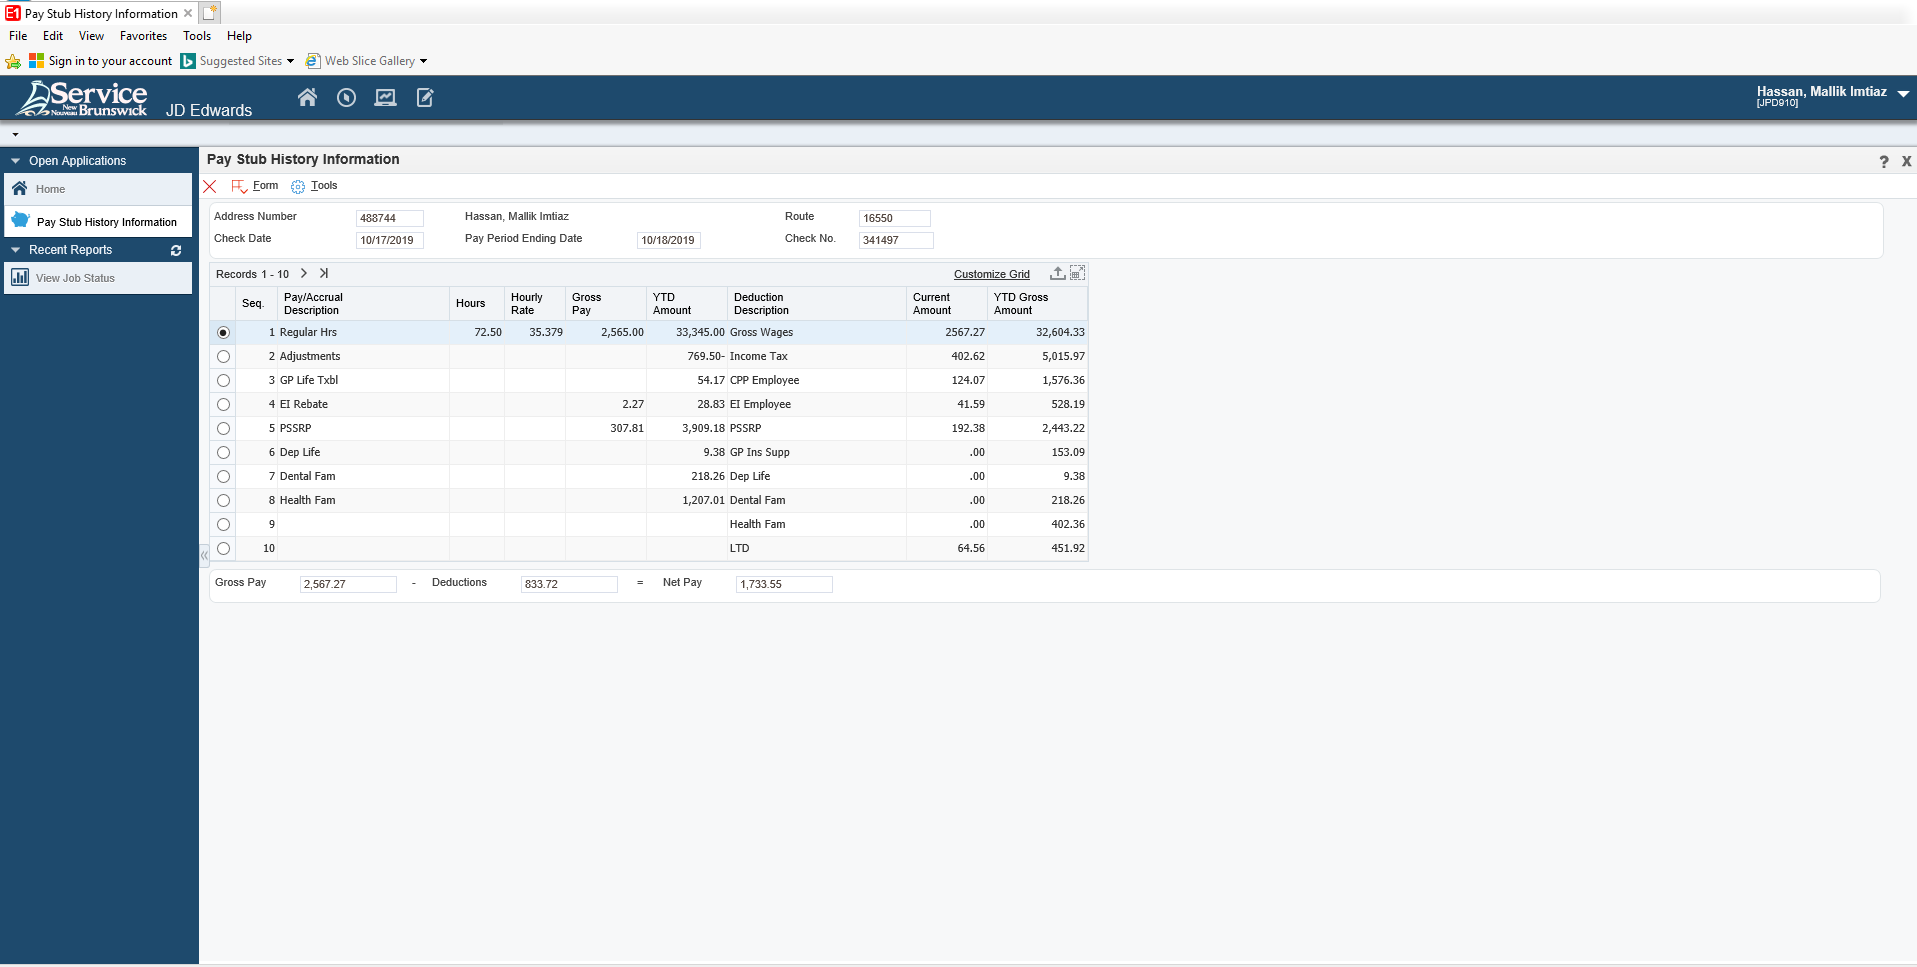 E1 Pay Stub History Information
File Edit View Favorites Tools Help
Sign in to your account Suggested Sites Web Slice Gallery
Service New Nouveau Brunswick JD Edwards
Hassan, Mallik Imtiaz
[JPD910]
Open Applications
Home
Pay Stub History Information
Recent Reports
View Job Status
Pay Stub History Information ? X
Form Tools
Address Number 488744 Hassan, Mallik Imtiaz Route 16550
Check Date 10/17/2019 Pay Period Ending Date 10/18/2019 Check No. 341497
Records 1 - 10 Customize Grid
Seq. Pay/Accrual Description Hours Hourly Rate Gross Pay YTD Amount Deduction Description Current Amount YTD Gross Amount
1 Regular Hrs 72.50 35.379 2,565.00 33,345.00 Gross Wages 2567.27 32,604.33
2 Adjustments 769.50- Income Tax 402.62 5,015.97
3 GP Life Txbl 54.17 CPP Employee 124.07 1,576.36
4 EI Rebate 2.27 28.83 EI Employee 41.59 528.19
5 PSSRP 307.81 3,909.18 PSSRP 192.38 2,443.22
6 Dep Life 9.38 GP Ins Supp .00 153.09
7 Dental Fam 218.26 Dep Life .00 9.38
8 Health Fam 1,207.01 Dental Fam .00 218.26
9 Health Fam .00 402.36
10 LTD 64.56 451.92
Gross Pay 2,567.27 - Deductions 833.72 = Net Pay 1,733.55